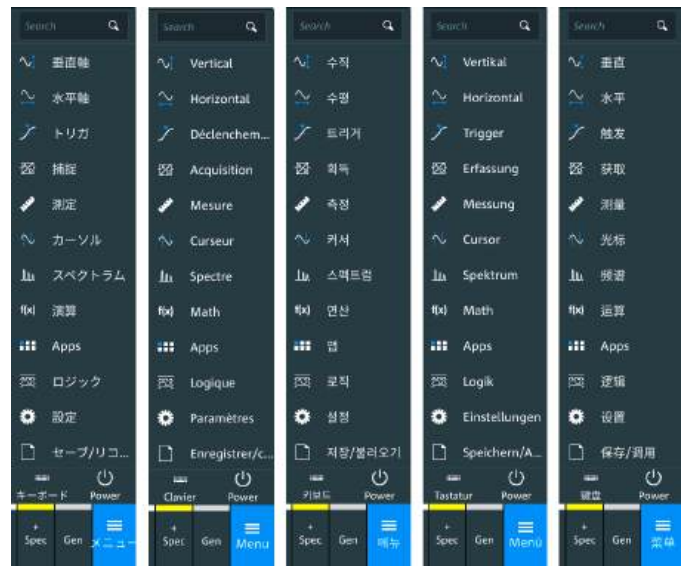 Search
垂直軸
水平軸
トリガ
捕捉
測定
カーソル
スペクトラム
f(x) 演算
Apps
ロジック
設定
セーブ/リコ...
キーボード Power
+
Spec Gen メニュー
Search
Vertical
Horizontal
Déclenchem...
Acquisition
Mesure
Curseur
Spectre
f(x) Math
Apps
Logique
Paramètres
Enregistrer/c...
Clavier Power
+
Spec Gen Menu
Search
수직
수평
트리거
획득
측정
커서
스펙트럼
f(x) 연산
앱
로직
설정
저장/불러오기
키보드 Power
+
Spec Gen 메뉴
Search
Vertikal
Horizontal
Trigger
Erfassung
Messung
Cursor
Spektrum
f(x) Math
Apps
Logik
Einstellungen
Speichern/A...
Tastatur Power
+
Spec Gen Menü
Search
垂直
水平
触发
获取
测量
光标
频谱
f(x) 运算
Apps
逻辑
设置
保存/调用
键盘 Power
+
Spec Gen 菜单